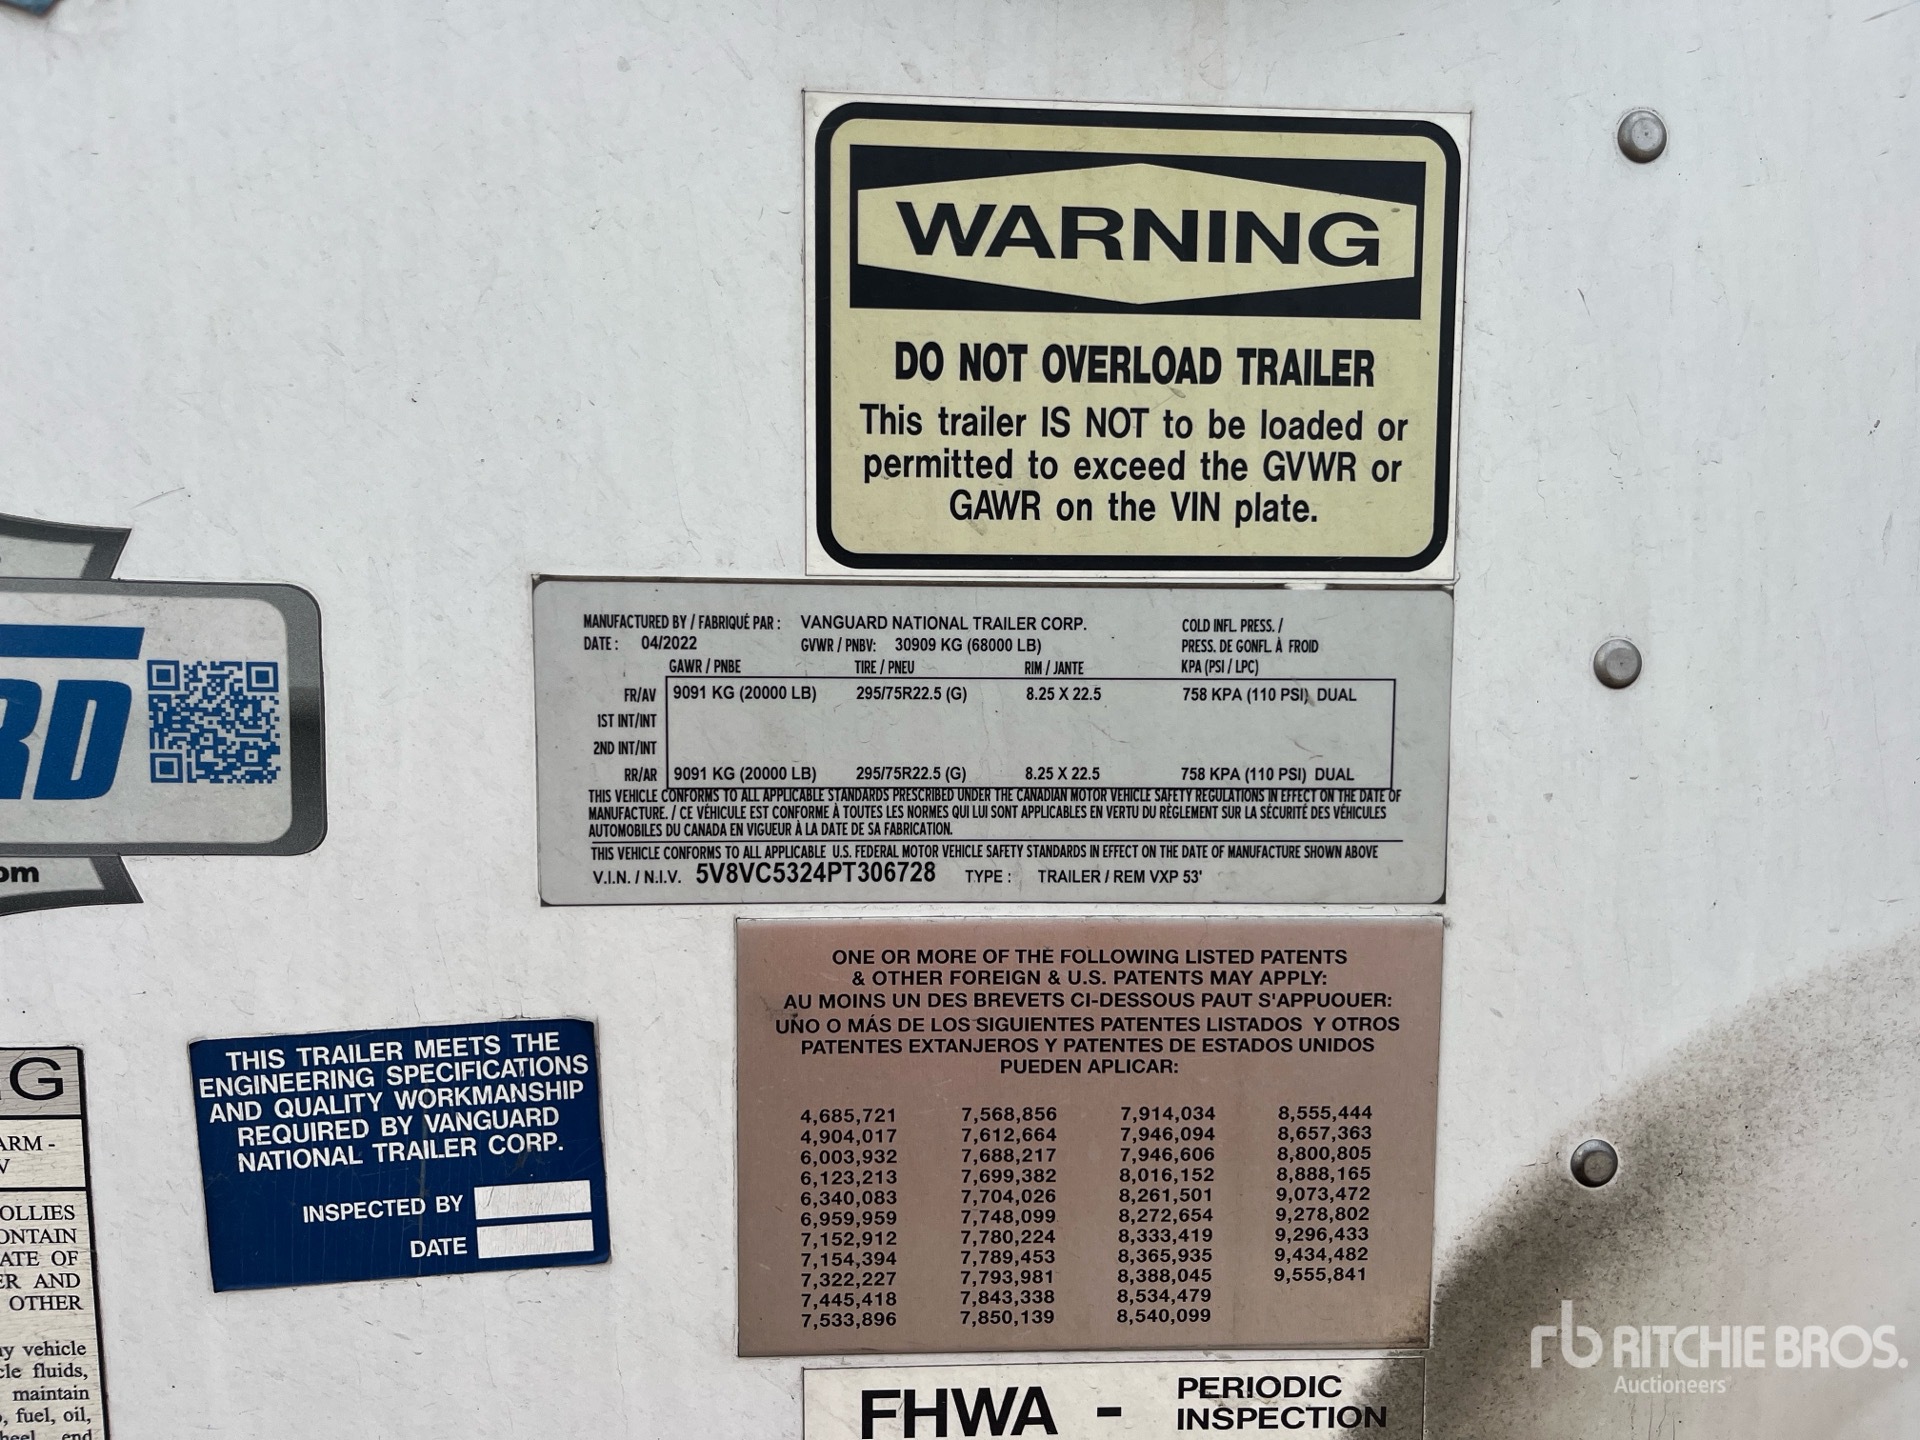 WARNING
DO NOT OVERLOAD TRAILER
This trailer IS NOT to be loaded or
permitted to exceed the GVWR or
GAWR on the VIN plate.
MANUFACTURED BY / FABRIQUÉ PAR : VANGUARD NATIONAL TRAILER CORP. COLD INFL. PRESS. /
DATE : 04/2022 GVWR / PNBV: 30909 KG (68000 LB) PRESS. DE GONFL. À FROID
GAWR / PNBE TIRE / PNEU RIM / JANTE KPA (PSI / LPC)
FR/AV 9091 KG (20000 LB) 295/75R22.5 (G) 8.25 X 22.5 758 KPA (110 PSI) DUAL
1ST INT/INT
2ND INT/INT
RR/AR 9091 KG (20000 LB) 295/75R22.5 (G) 8.25 X 22.5 758 KPA (110 PSI) DUAL
THIS VEHICLE CONFORMS TO ALL APPLICABLE STANDARDS PRESCRIBED UNDER THE CANADIAN MOTOR VEHICLE SAFETY REGULATIONS IN EFFECT ON THE DATE OF
MANUFACTURE. / CE VÉHICULE EST CONFORME À TOUTES LES NORMES QUI LUI SONT APPLICABLES EN VERTU DU RÈGLEMENT SUR LA SÉCURITÉ DES VÉHICULES
AUTOMOBILES DU CANADA EN VIGUEUR À LA DATE DE SA FABRICATION.
THIS VEHICLE CONFORMS TO ALL APPLICABLE U.S. FEDERAL MOTOR VEHICLE SAFETY STANDARDS IN EFFECT ON THE DATE OF MANUFACTURE SHOWN ABOVE
V.I.N. / N.I.V. 5V8VC5324PT306728 TYPE : TRAILER / REM VXP 53'
RD
om
ONE OR MORE OF THE FOLLOWING LISTED PATENTS
& OTHER FOREIGN & U.S. PATENTS MAY APPLY:
AU MOINS UN DES BREVETS CI-DESSOUS PAUT S'APPUOUER:
UNO O MÁS DE LOS SIGUIENTES PATENTES LISTADOS Y OTROS
PATENTES EXTANJEROS Y PATENTES DE ESTADOS UNIDOS
PUEDEN APLICAR:
4,685,721 7,568,856 7,914,034 8,555,444
4,904,017 7,612,664 7,946,094 8,657,363
6,003,932 7,688,217 7,946,606 8,800,805
6,123,213 7,699,382 8,016,152 8,888,165
6,340,083 7,704,026 8,261,501 9,073,472
6,959,959 7,748,099 8,272,654 9,278,802
7,152,912 7,780,224 8,333,419 9,296,433
7,154,394 7,789,453 8,365,935 9,434,482
7,322,227 7,793,981 8,388,045 9,555,841
7,445,418 7,843,338 8,534,479
7,533,896 7,850,139 8,540,099
THIS TRAILER MEETS THE
ENGINEERING SPECIFICATIONS
AND QUALITY WORKMANSHIP
REQUIRED BY VANGUARD
NATIONAL TRAILER CORP.
INSPECTED BY
DATE
G
ARM -
OLLIES
ONTAIN
ATE OF
ER AND
OTHER
y vehicle
cle fluids,
maintain
, fuel, oil,
heel end
FHWA - PERIODIC
INSPECTION
rb RITCHIE BROS.
Auctioneers